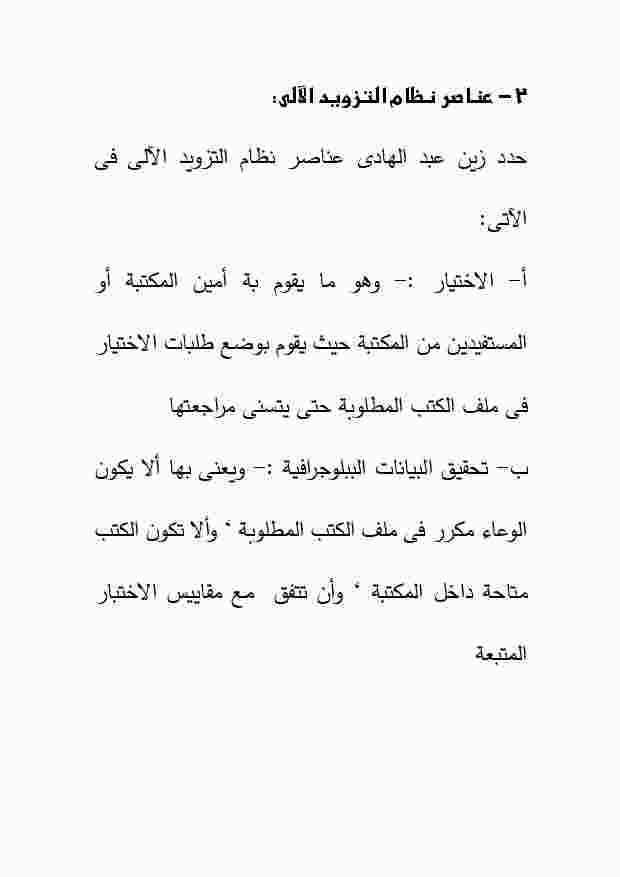 ٢ – عناصر نظام التزويد الآلى:
حدد زين عبد الهادى عناصر نظام التزويد الآلى فى
الآتى:
أ– الاختيار :– وهو ما يقوم بة أمين المكتبة أو
المستفيدين من المكتبة حيث يقوم بوضع طلبات الاختيار
فى ملف الكتب المطلوبة حتى يتسنى مراجعتها
ب– تحقيق البيانات الببلوجرافية :– ويعنى بها ألا يكون
الوعاء مكرر فى ملف الكتب المطلوبة ‘ وألا تكون الكتب
متاحة داخل المكتبة ‘ وأن تتفق مع مقاييس الاختبار
المتبعة